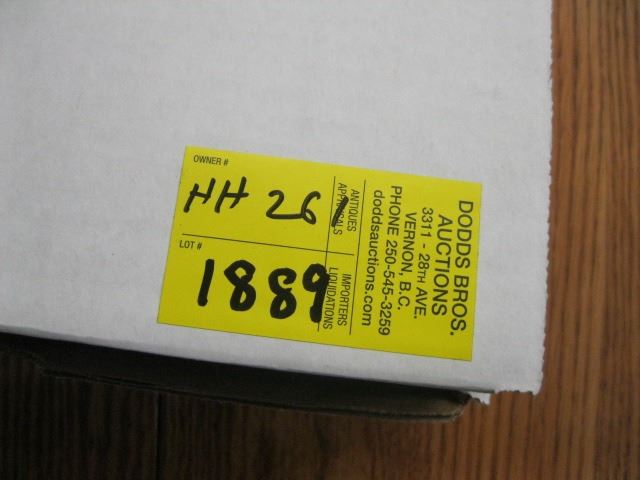 OWNER #
HH 261
LOT #
1889
ANTIQUES
APPRAISALS
IMPORTERS
LIQUIDATIONS
DODDS BROS.
AUCTIONS
3311 - 28TH AVE.
VERNON, B.C.
PHONE 250-545-3259
doddsauctions.com